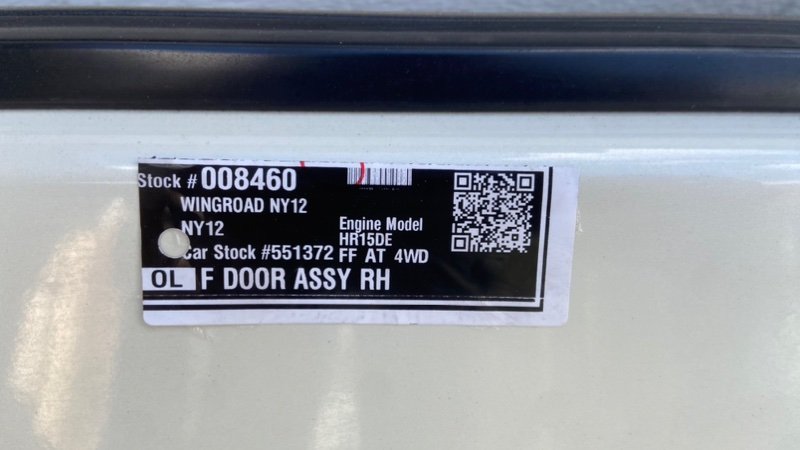 Stock # 008460
WINGROAD NY12
NY12
Engine Model
HR15DE
Car Stock #551372 FF AT 4WD
OL F DOOR ASSY RH